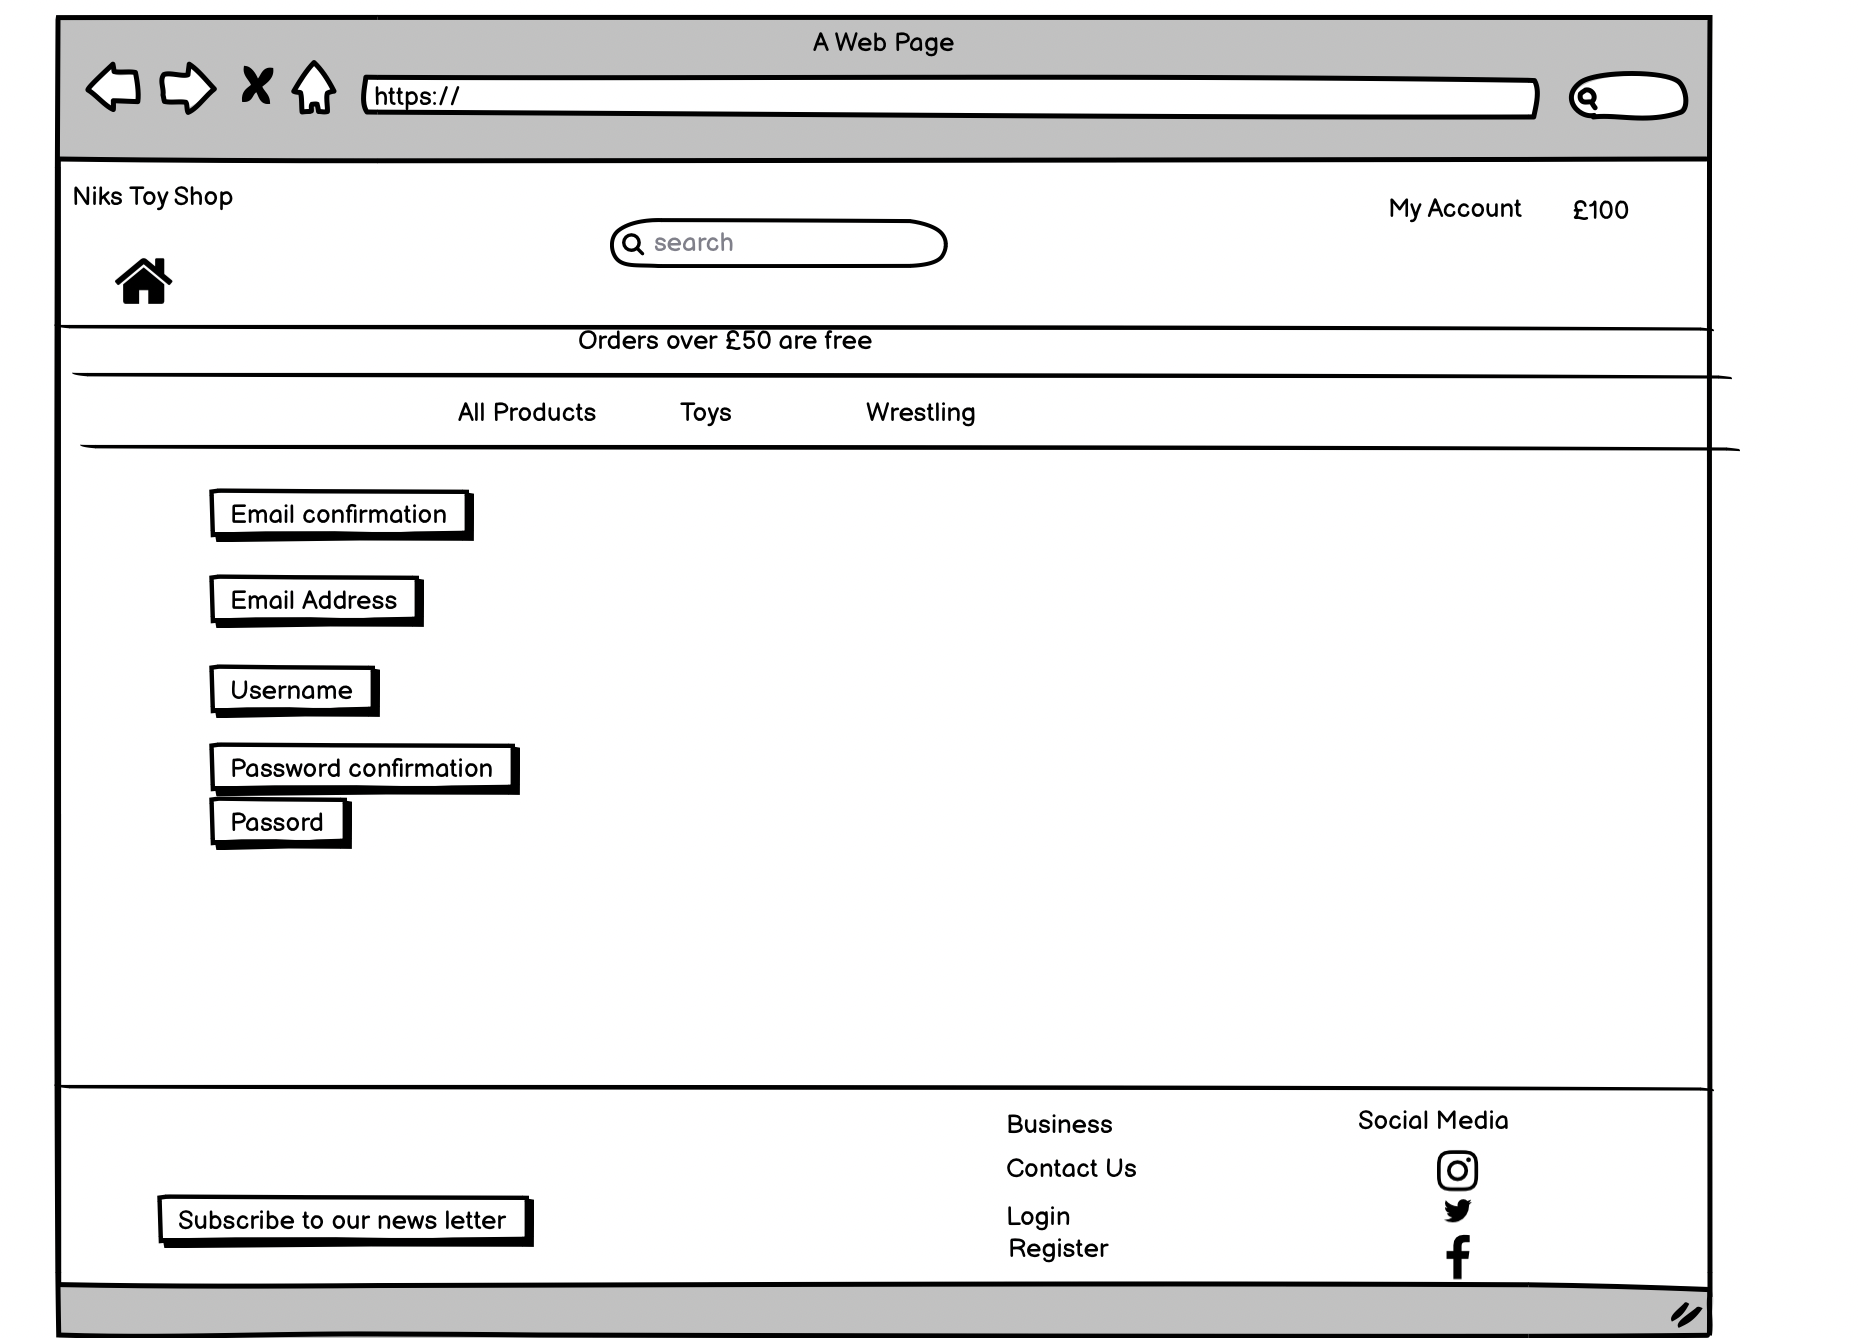 A Web Page
https://
Niks Toy Shop
My Account
£100
search
Orders over £50 are free
All Products
Toys
Wrestling
Email confirmation
Email Address
Username
Password confirmation
Passord
Business
Social Media
Contact Us
Subscribe to our news letter
Login
Register